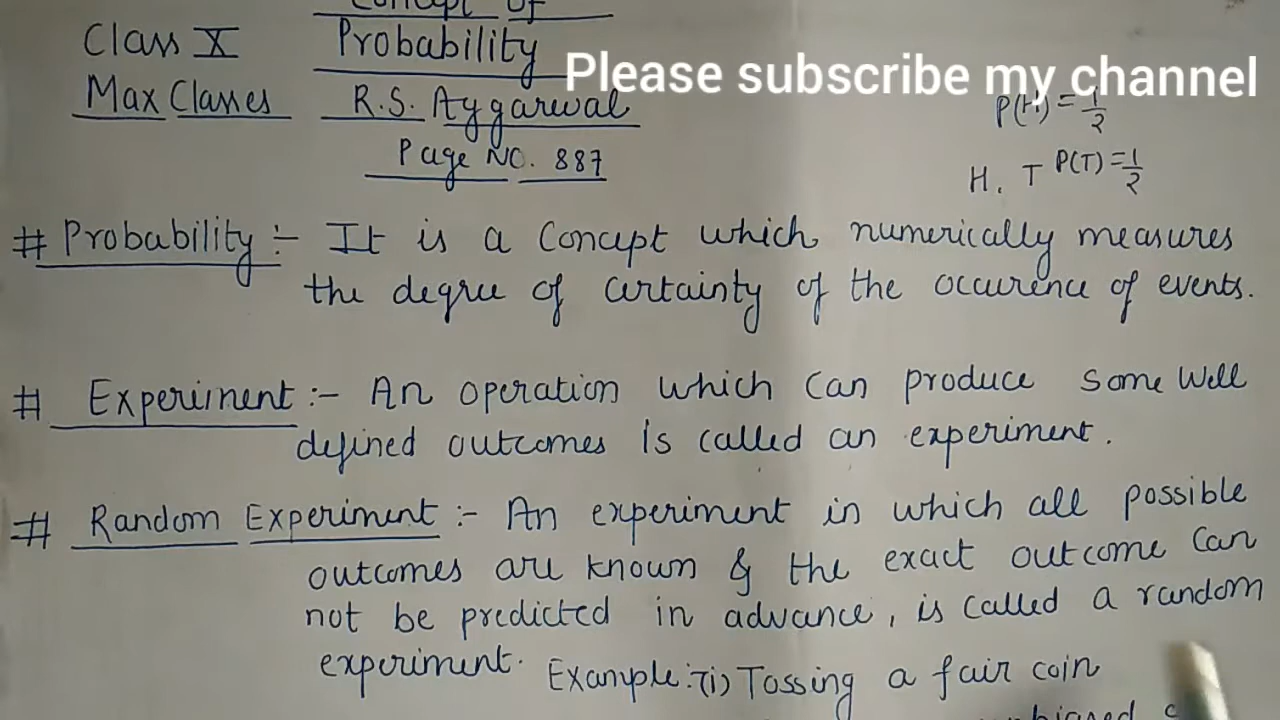 Concept of
Class X Probability
Please subscribe my channel
Max Classes R.S. Aggarwal
P(H) = 1/2
Page No. 887
H, T P(T) = 1/2
# Probability :- It is a Concept which numerically measures
the degree of certainty of the occurence of events.
# Experiment :- An operation which can produce some well
defined outcomes is called an experiment.
# Random Experiment :- An experiment in which all possible
outcomes are known & the exact outcome can
not be predicted in advance, is called a random
experiment. Example:-(i) Tossing a fair coin